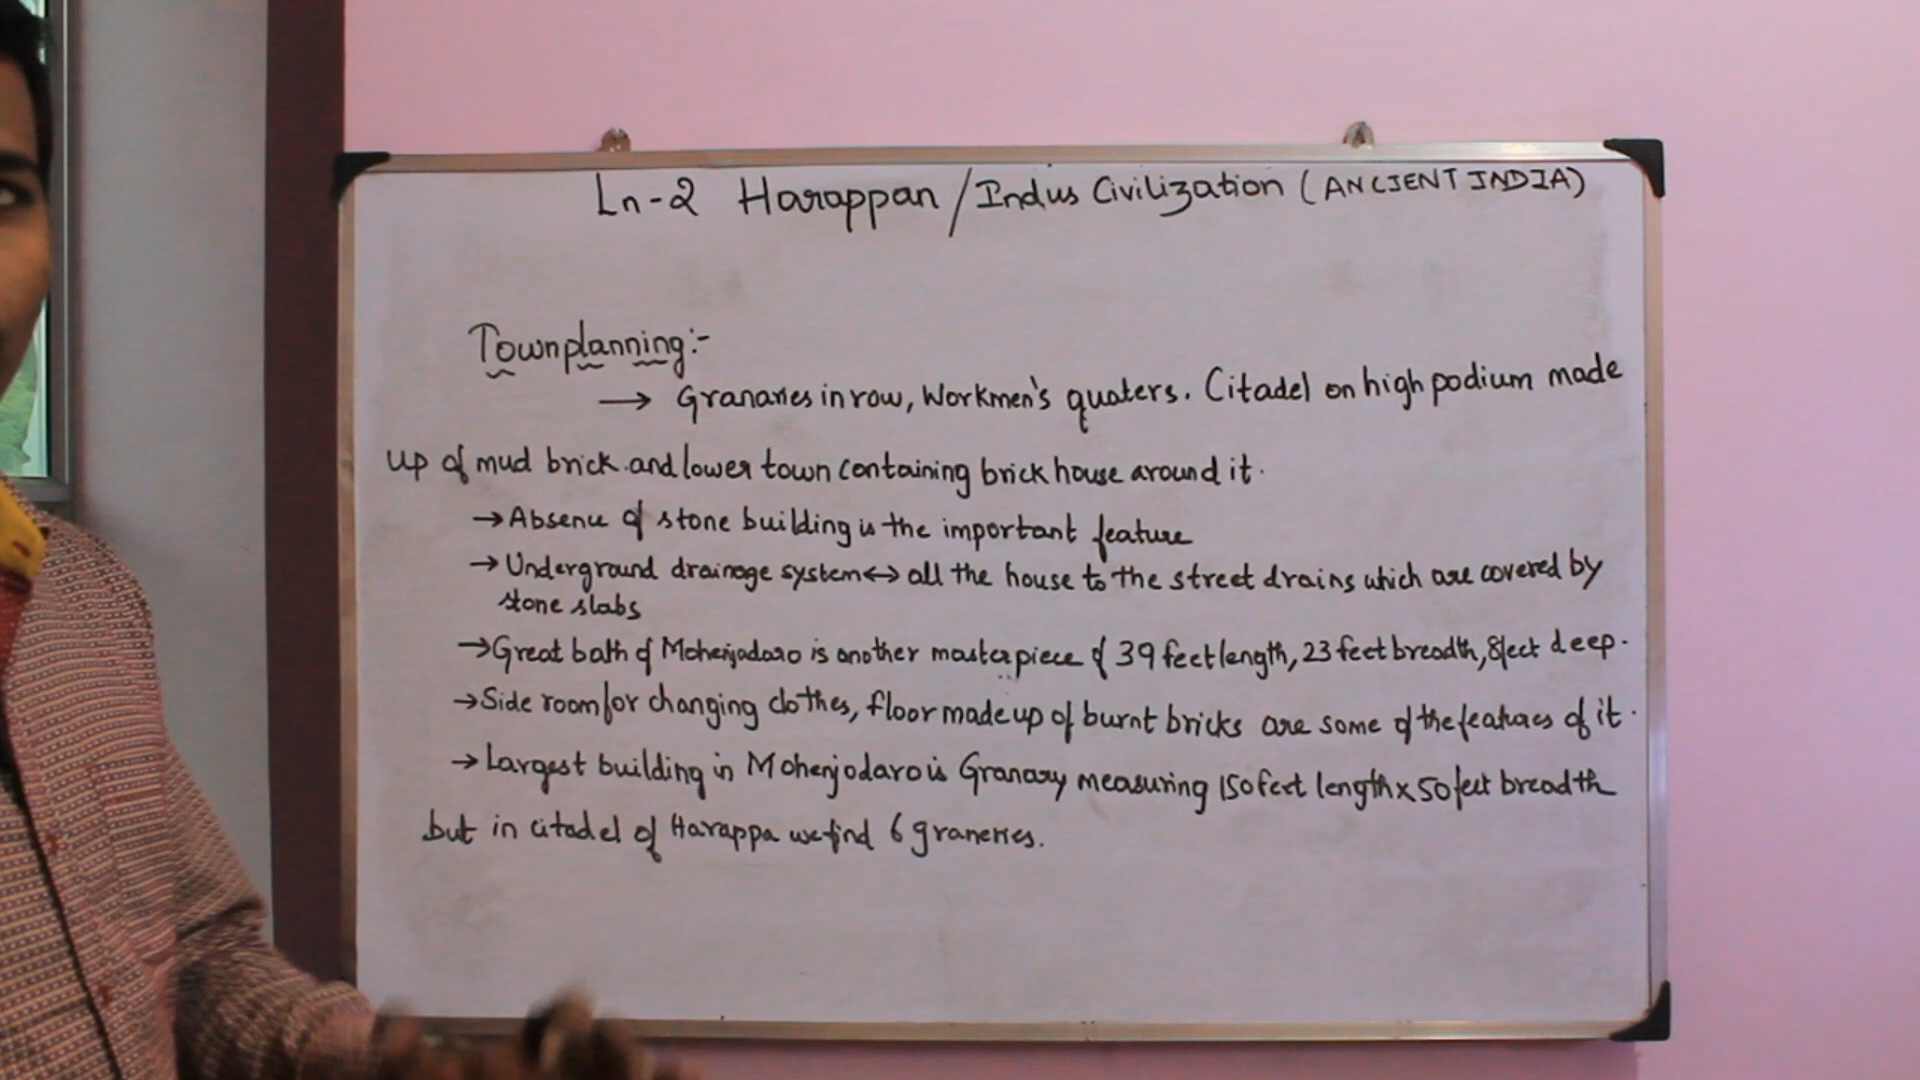 Ln-2 Harappan / Indus Civilization (ANCIENT INDIA)
Townplanning:-
→ Granaries in row, Workmen's quaters. Citadel on high podium made
up of mud brick. and lower town containing brick house around it.
→ Absence of stone building is the important feature
→ Underground drainage system ↔ all the house to the street drains which are covered by
stone slabs
→ Great bath of Mohenjadaro is another masterpiece of 39 feet length, 23 feet breadth, 8 feet deep.
→ Side room for changing clothes, floor made up of burnt bricks are some of the features of it.
→ Largest building in Mohenjodaro is Granary measuring 150 feet length x 50 feet breadth
but in citadel of Harappa we find 6 graneries.